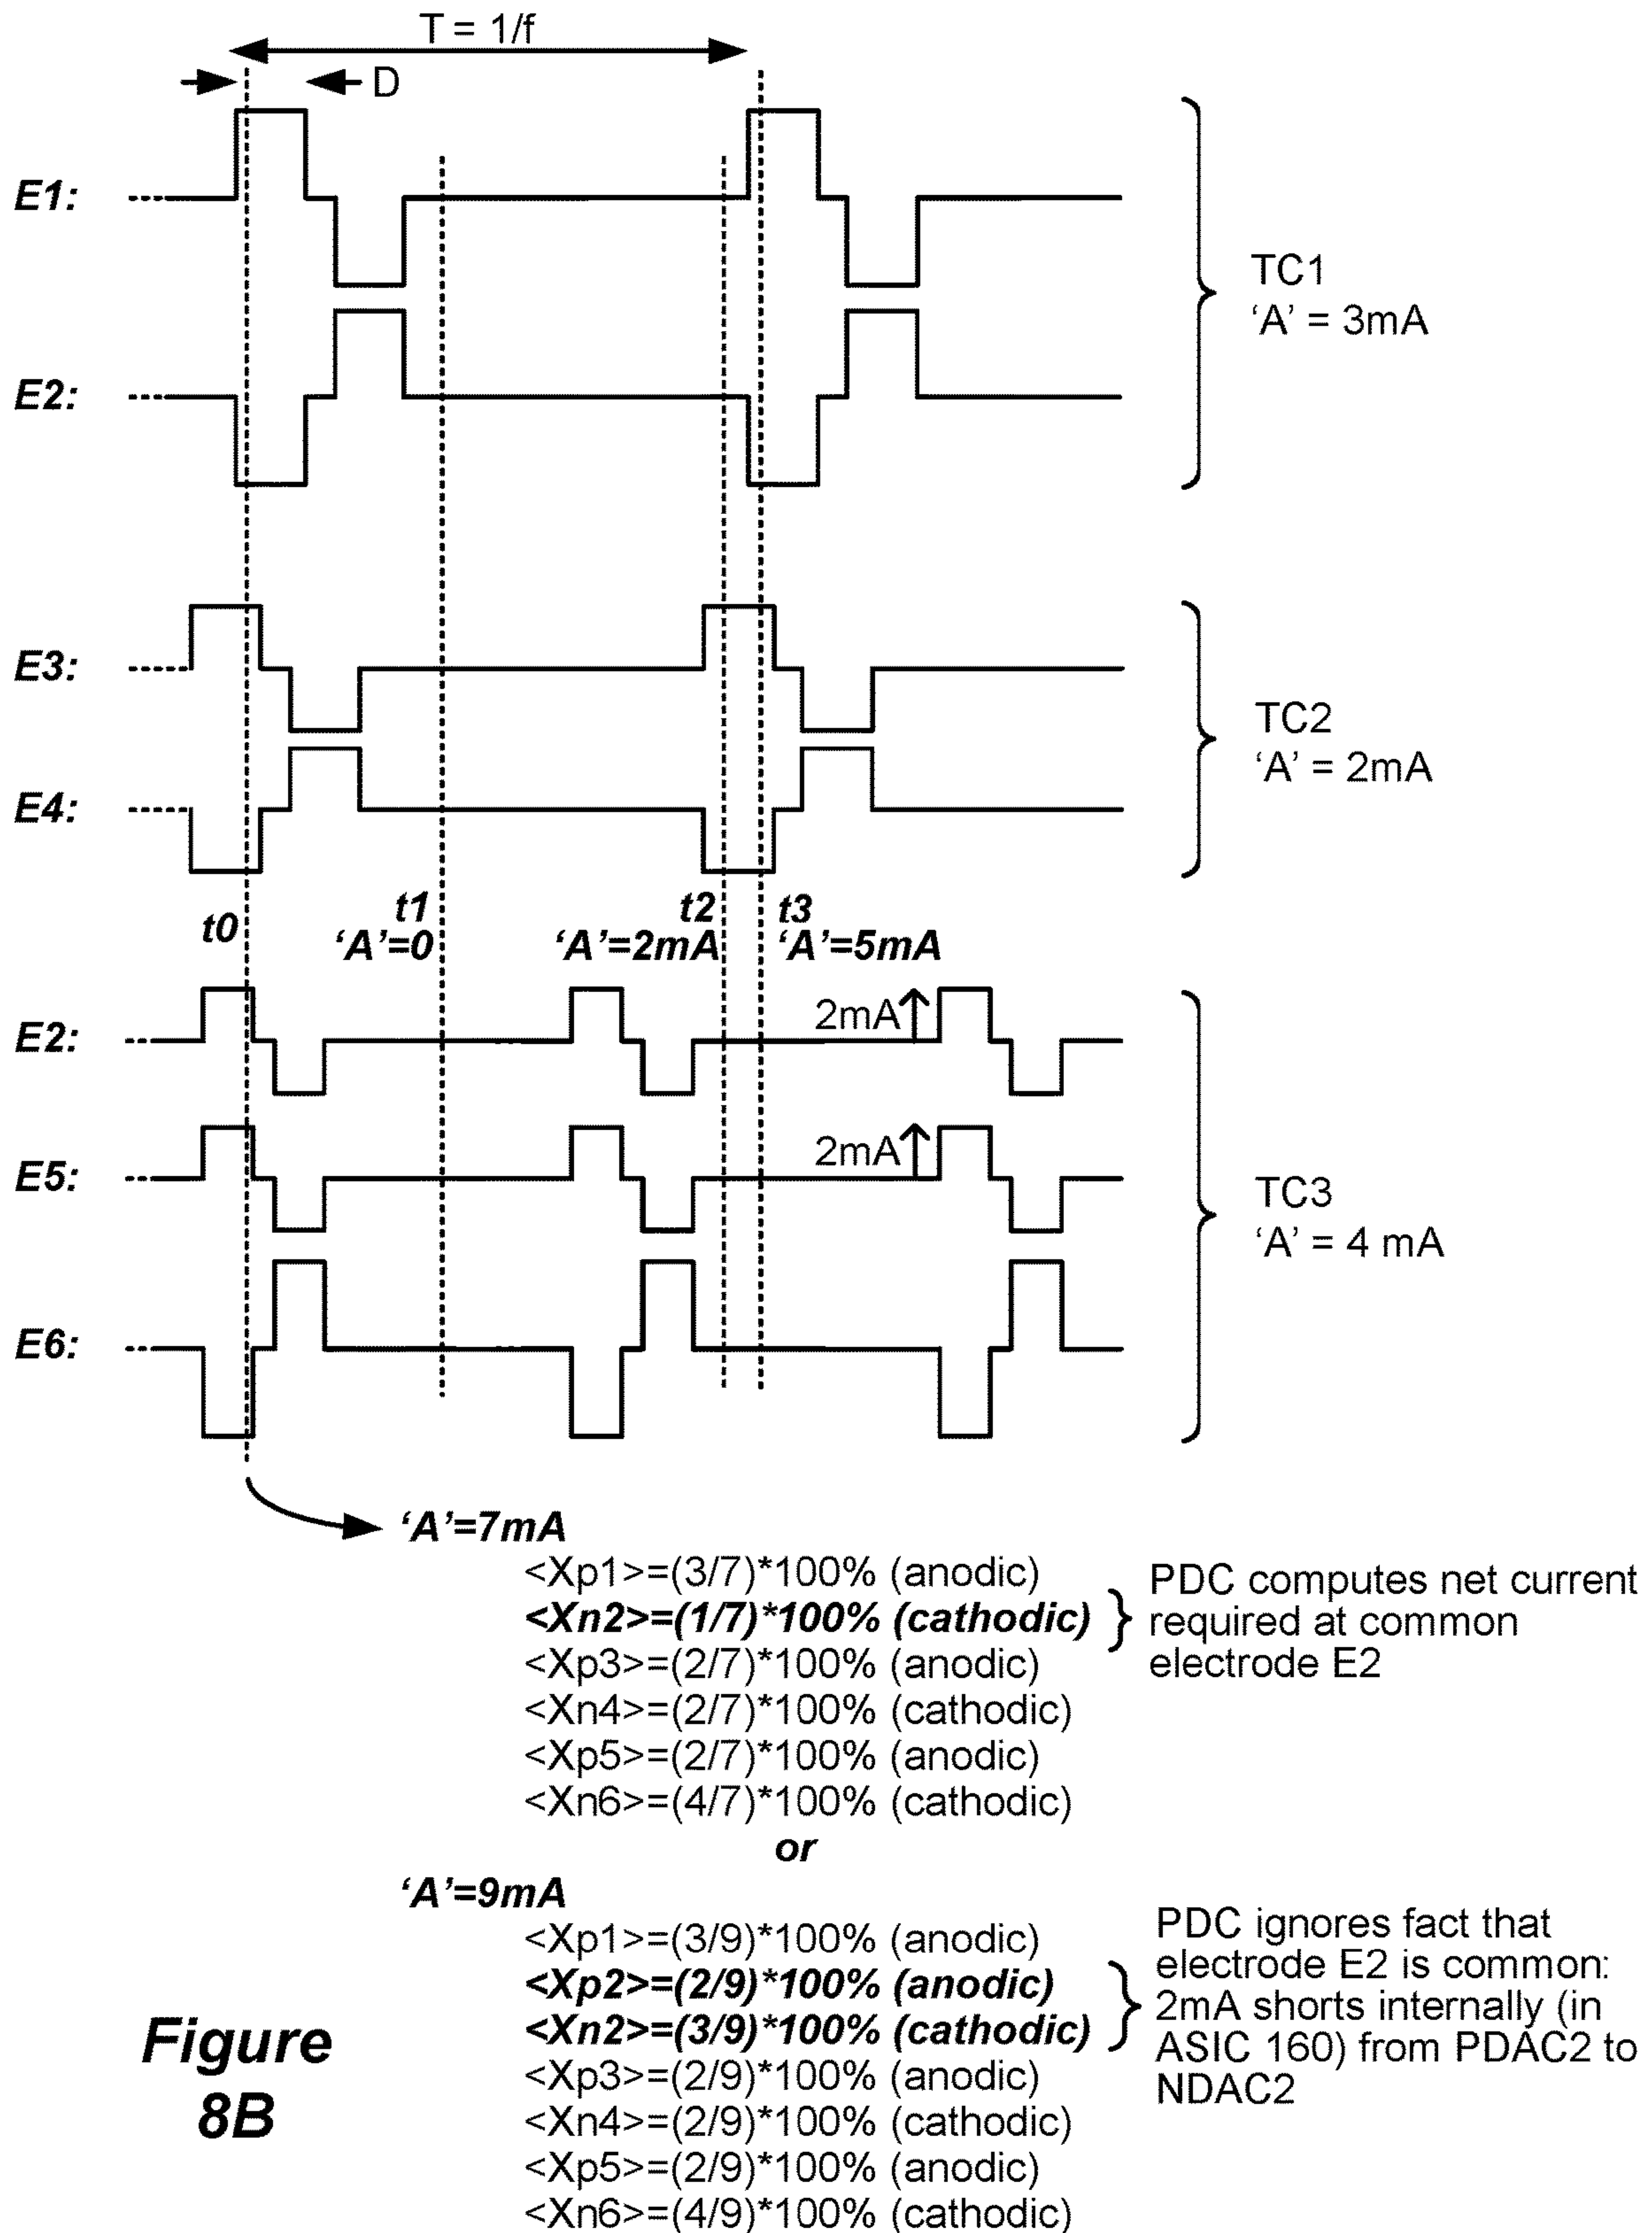 T = 1/f
D
E1:
TC1
‘A’ = 3mA
E2:
E3:
TC2
‘A’ = 2mA
E4:
t0
t1
‘A’=0
t2
‘A’=2mA
t3
‘A’=5mA
E2:
2mA
E5:
2mA
TC3
‘A’ = 4 mA
E6:
‘A’=7mA
<Xp1>=(3/7)*100% (anodic)
<Xn2>=(1/7)*100% (cathodic)
<Xp3>=(2/7)*100% (anodic)
<Xn4>=(2/7)*100% (cathodic)
<Xp5>=(2/7)*100% (anodic)
<Xn6>=(4/7)*100% (cathodic)
PDC computes net current
required at common
electrode E2
or
‘A’=9mA
<Xp1>=(3/9)*100% (anodic)
<Xp2>=(2/9)*100% (anodic)
<Xn2>=(3/9)*100% (cathodic)
<Xp3>=(2/9)*100% (anodic)
<Xn4>=(2/9)*100% (cathodic)
<Xp5>=(2/9)*100% (anodic)
<Xn6>=(4/9)*100% (cathodic)
PDC ignores fact that
electrode E2 is common:
2mA shorts internally (in
ASIC 160) from PDAC2 to
NDAC2
Figure
8B